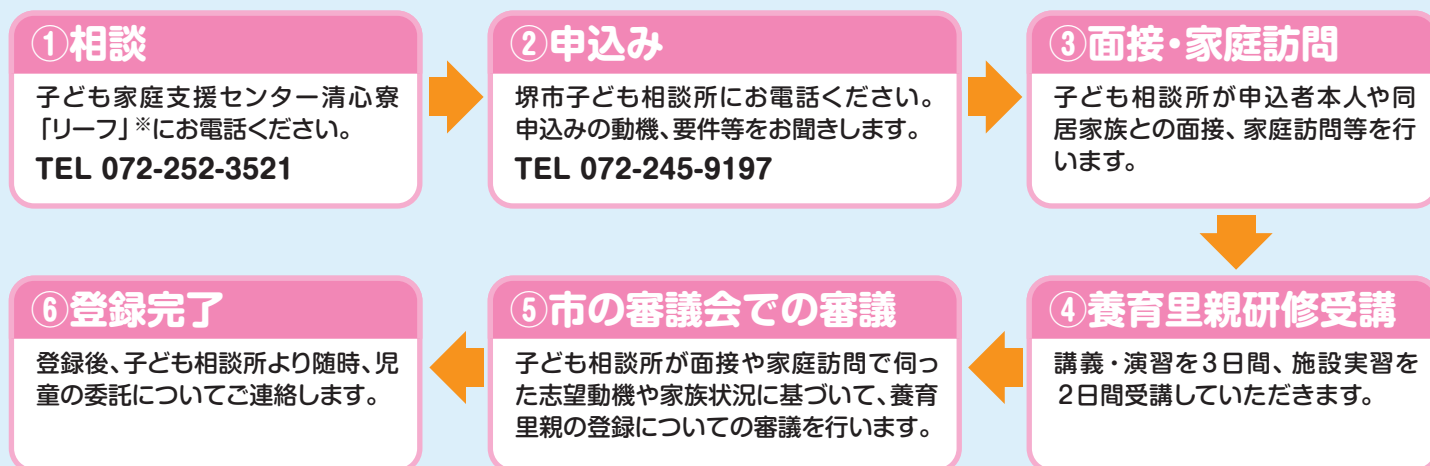 ①相談
子ども家庭支援センター清心寮
「リーフ」※にお電話ください。
TEL 072-252-3521
②申込み
堺市子ども相談所にお電話ください。
申込みの動機、要件等をお聞きします。
TEL 072-245-9197
③面接・家庭訪問
子ども相談所が申込者本人や同
居家族との面接、家庭訪問等を行
います。
④養育里親研修受講
講義・演習を3日間、施設実習を
2日間受講していただきます。
⑤市の審議会での審議
子ども相談所が面接や家庭訪問で伺っ
た志望動機や家族状況に基づいて、養育
里親の登録についての審議を行います。
⑥登録完了
登録後、子ども相談所より随時、児
童の委託についてご連絡します。